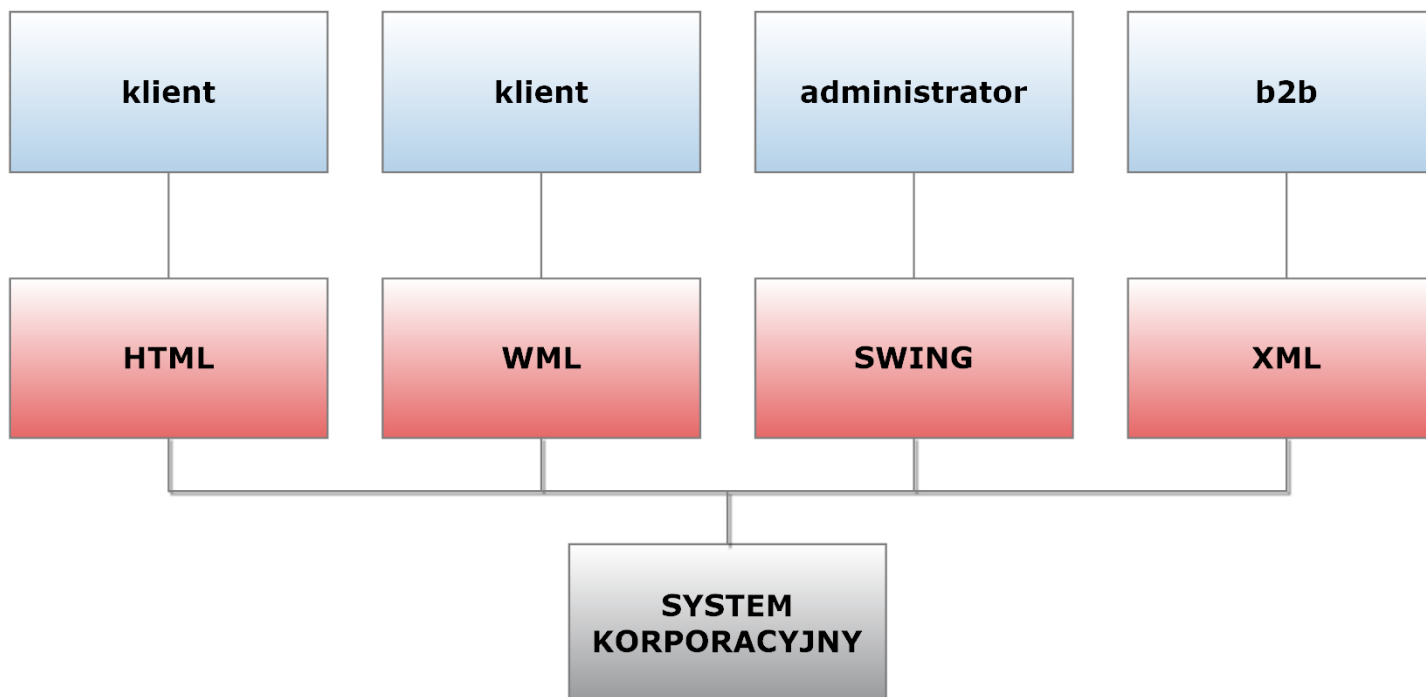 klient
klient
administrator
b2b
HTML
WML
SWING
XML
SYSTEM
KORPORACYJNY